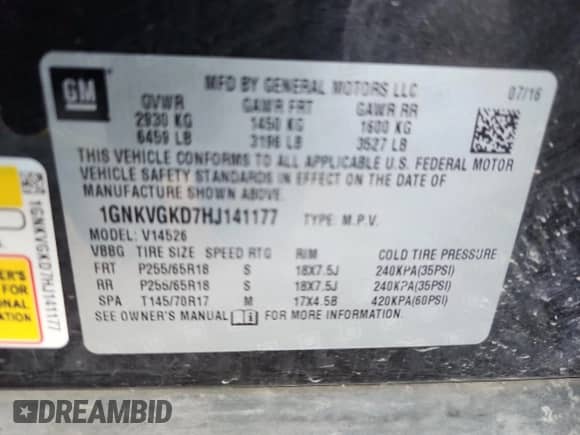 GM
MFD BY GENERAL MOTORS LLC
07/16
GVWR GAWR FRT GAWR RR
2930 KG 1450 KG 1600 KG
6459 LB 3196 LB 3527 LB
THIS VEHICLE CONFORMS TO ALL APPLICABLE U.S. FEDERAL MOTOR
VEHICLE SAFETY STANDARDS IN EFFECT ON THE DATE OF
MANUFACTURE SHOWN ABOVE.
1GNKVGKD7HJ141177 TYPE: M.P.V.
MODEL: V14526
VBBG TIRE SIZE SPEED RTG RIM COLD TIRE PRESSURE
FRT P255/65R18 S 18X7.5J 240KPA(35PSI)
RR P255/65R18 S 18X7.5J 240KPA(35PSI)
SPA T145/70R17 M 17X4.5B 420KPA(60PSI)
SEE OWNER'S MANUAL FOR MORE INFORMATION.
1GNKVGKD7HJ141177
ER'S
FOR
ONAL
ATION
DREAMBID